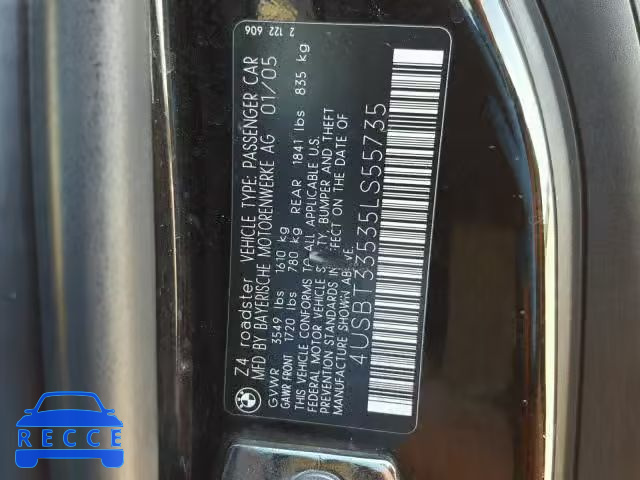 2 122 606
Z4 roadster VEHICLE TYPE: PASSENGER CAR
MFD BY BAYERISCHE MOTORENWERKE AG 01/05
GVWR 3549 lbs 1610 kg
GAWR FRONT 1720 lbs 780 kg REAR 1841 lbs 835 kg
THIS VEHICLE CONFORMS TO ALL APPLICABLE U.S.
FEDERAL MOTOR VEHICLE SAFETY, BUMPER AND THEFT
PREVENTION STANDARDS IN EFFECT ON THE DATE OF
MANUFACTURE SHOWN ABOVE.
4USBT33535LS55735
BMW
RECCE